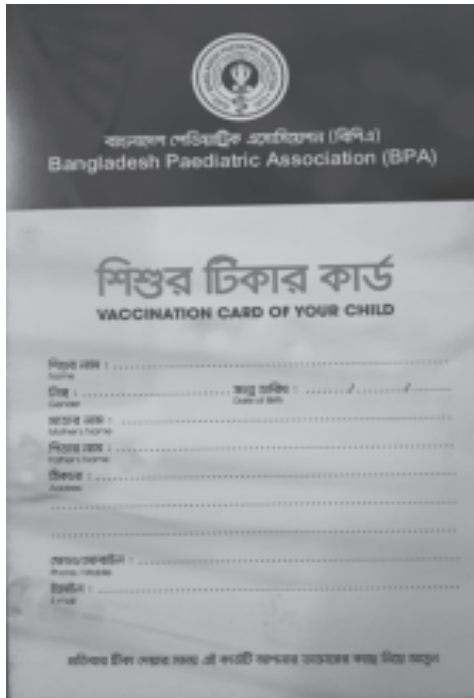 বাংলাদেশ পেডিয়াট্রিক এসোসিয়েশন (বিপিএ)
Bangladesh Paediatric Association (BPA)
শিশুর টিকার কার্ড
VACCINATION CARD OF YOUR CHILD
শিশুর নাম : ..........
Name
লিঙ্গ : .......... জন্ম তারিখ : ......../......../........
Gender Date of Birth
মাতার নাম : ..........
Mother's Name
পিতার নাম : ..........
Father's Name
ঠিকানা : ..........
Address
ফোন/মোবাইল : ..........
Phone / Mobile
ইমেইল : ..........
E-mail
প্রতিবার টিকা দেয়ার সময় এই কার্ডটি আপনার ডাক্তারের কাছে নিয়ে আসুন